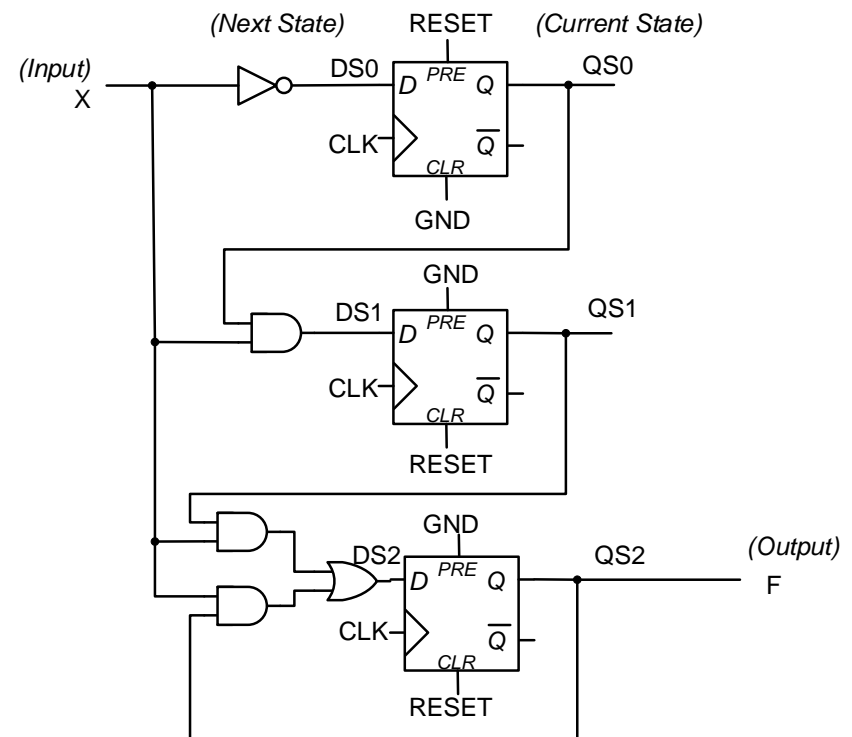 (Next State) RESET (Current State)
(Input) DS0 PRE QS0
X D Q
CLK Q
CLR
GND
GND
DS1 PRE QS1
D Q
CLK Q
CLR
RESET
GND
DS2 PRE QS2 (Output)
D Q F
CLK Q
CLR
RESET